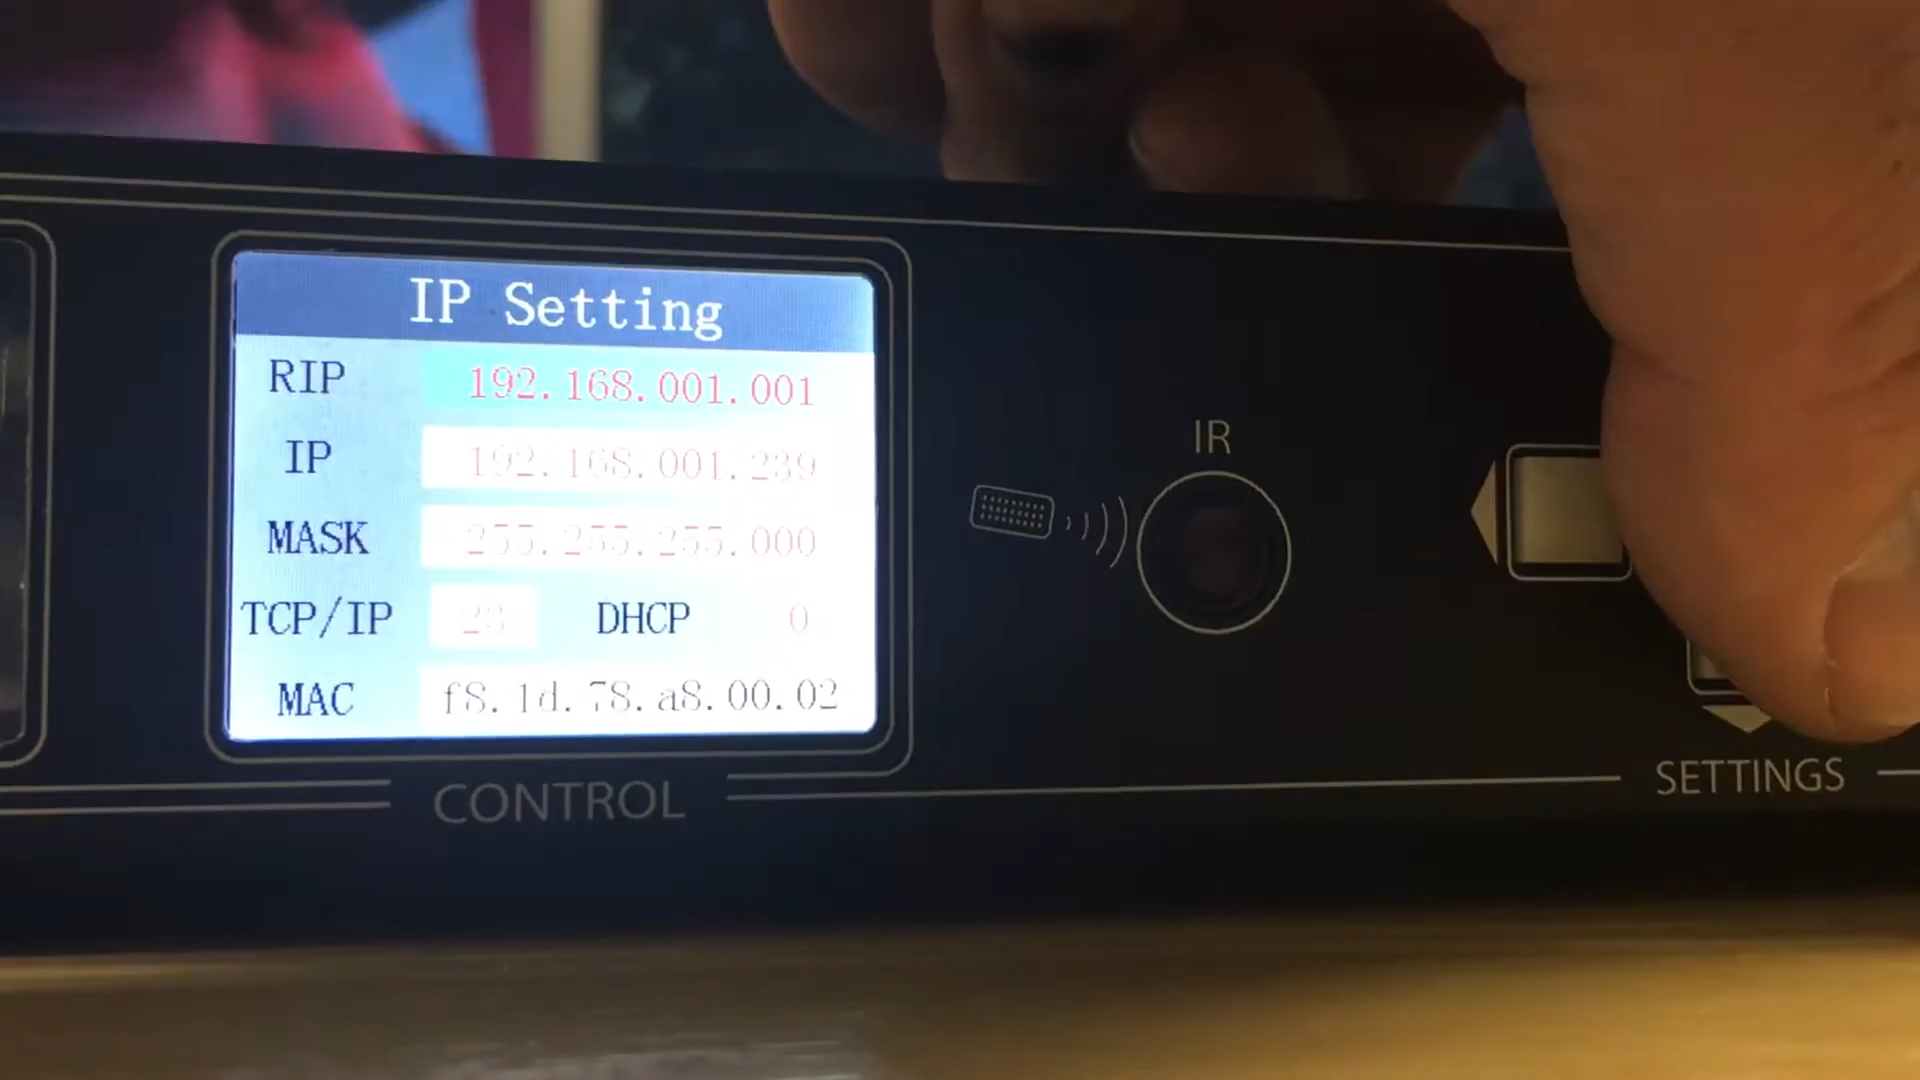 IP Setting
RIP 192.168.001.001
IP 192.168.001.239
MASK 255.255.255.000
TCP/IP 23 DHCP 0
MAC f8.1d.78.a8.00.02
IR
CONTROL
SETTINGS